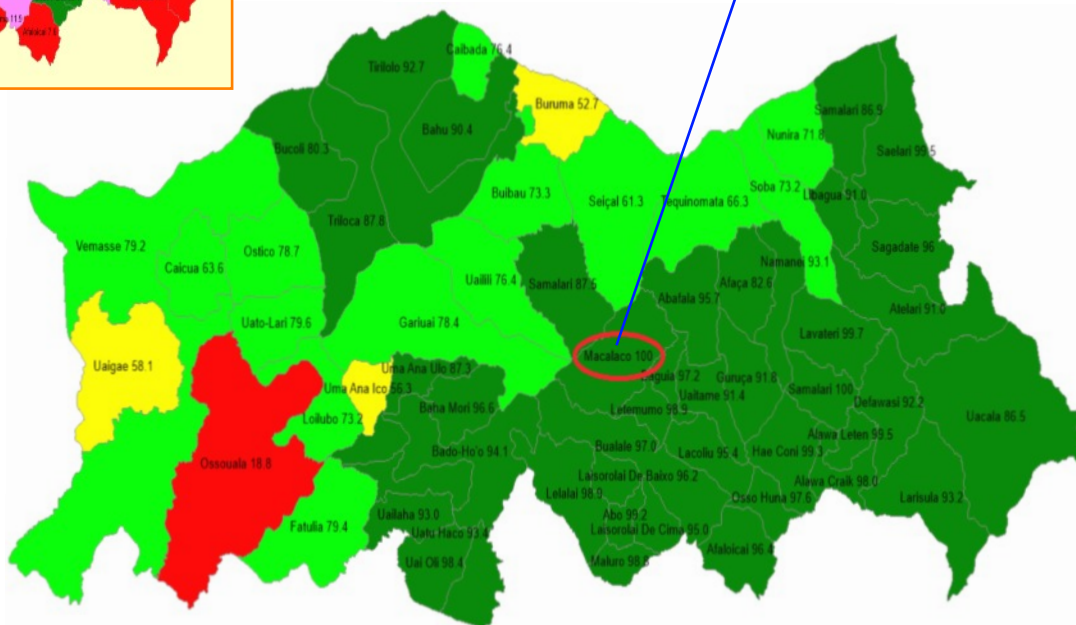 Caibada 76.4
Tirilolo 92.7
Buruma 52.7
Bahu 90.4
Samalari 86.9
Nunira 71.8
Bucoli 80.3
Saelari 99.5
Buibau 73.3
Seiçal 61.3
Tequinomata 66.3
Soba 73.2
Libagua 91.0
Triloca 87.8
Vemasse 79.2
Ostico 78.7
Caicua 63.6
Sagadate 96
Namanei 93.1
Uailili 76.4
Samalari 87.5
Afaça 82.6
Abafala 95.7
Atelari 91.0
Uato-Lari 79.6
Gariuai 78.4
Lavateri 99.7
Macalaco 100
Uaigae 58.1
Uma Ana Ulo 87.3
Baguia 97.2
Guruça 91.8
Uma Ana Ico 56.3
Samalari 100
Uaitame 91.4
Defawasi 92.2
Baha Mori 96.6
Letemumo 98.9
Loilubo 73.2
Uacala 86.5
Alawa Leten 99.5
Bualale 97.0
Bado-Ho'o 94.1
Lacoliu 95.4
Hae Coni 99.3
Ossouala 18.8
Laisorolai De Baixo 96.2
Alawa Craik 98.0
Lelalai 98.9
Osso Huna 97.6
Larisula 93.2
Uailaha 93.0
Abo 99.2
Fatulia 79.4
Uatu Haco 93.4
Laisorolai De Cima 95.0
Afaloicai 96.4
Uai Oli 98.4
Maluro 98.8